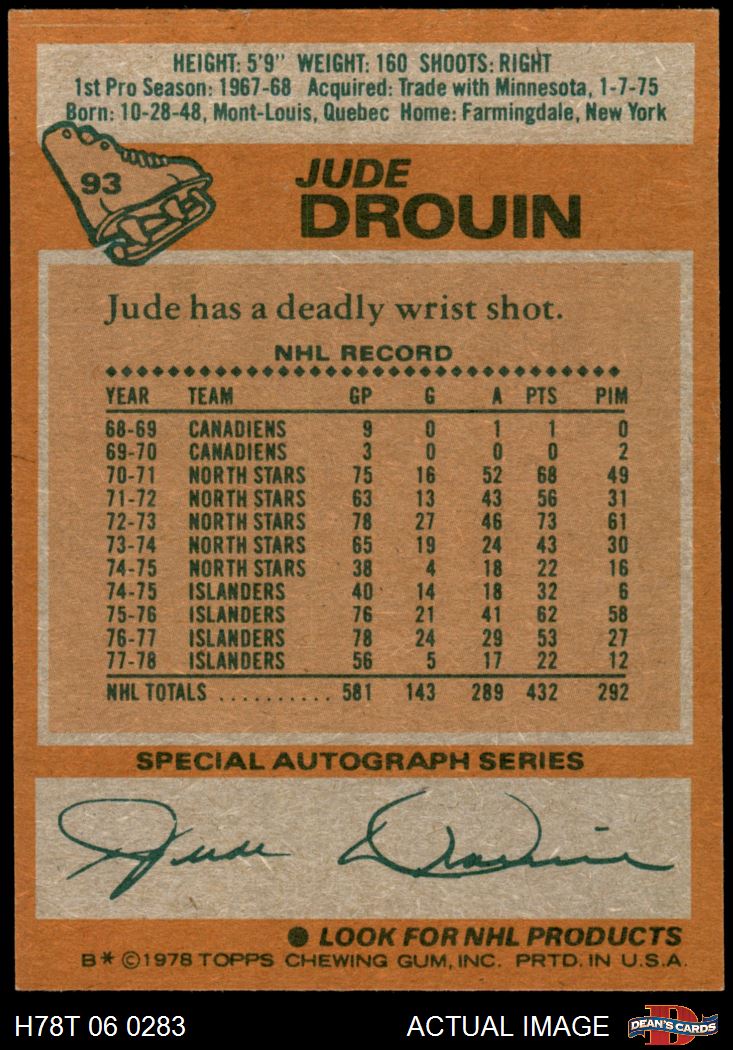 HEIGHT: 5'9" WEIGHT: 160 SHOOTS: RIGHT
1st Pro Season: 1967-68 Acquired: Trade with Minnesota, 1-7-75
Born: 10-28-48, Mont-Louis, Quebec Home: Farmingdale, New York
93
JUDE
DROUIN
Jude has a deadly wrist shot.
NHL RECORD
YEAR TEAM GP G A PTS PIM
68-69 CANADIENS 9 0 1 1 0
69-70 CANADIENS 3 0 0 0 2
70-71 NORTH STARS 75 16 52 68 49
71-72 NORTH STARS 63 13 43 56 31
72-73 NORTH STARS 78 27 46 73 61
73-74 NORTH STARS 65 19 24 43 30
74-75 NORTH STARS 38 4 18 22 16
74-75 ISLANDERS 40 14 18 32 6
75-76 ISLANDERS 76 21 41 62 58
76-77 ISLANDERS 78 24 29 53 27
77-78 ISLANDERS 56 5 17 22 12
NHL TOTALS .......... 581 143 289 432 292
SPECIAL AUTOGRAPH SERIES
Jude Drouin
● LOOK FOR NHL PRODUCTS
B* ©1978 TOPPS CHEWING GUM, INC. PRTD. IN U.S.A.
H78T 06 0283 ACTUAL IMAGE D DEAN'S CARDS